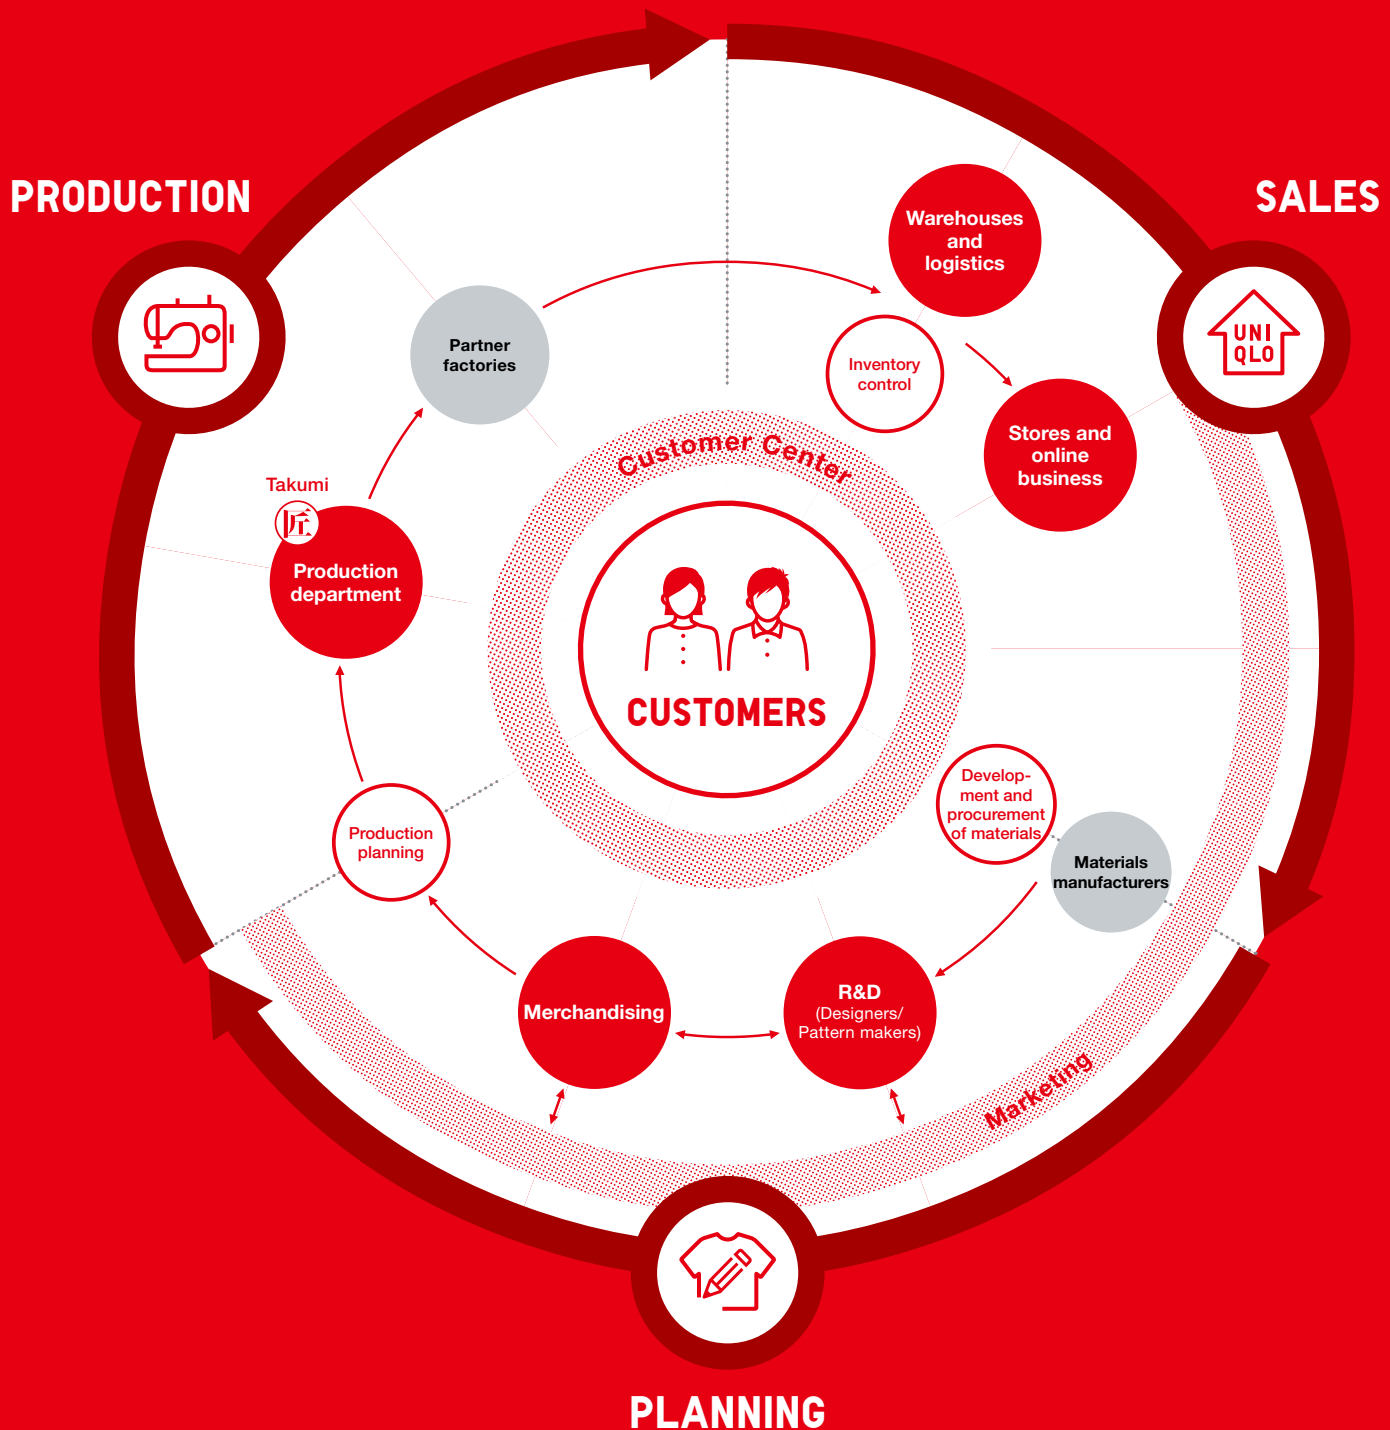 PRODUCTION
SALES
UNI
QLO
Warehouses
and
logistics
Inventory
control
Stores and
online
business
Partner
factories
Takumi
匠
Production
department
Customer Center
CUSTOMERS
Develop-
ment and
procurement
of materials
Materials
manufacturers
R&D
(Designers/
Pattern makers)
Merchandising
Production
planning
Marketing
PLANNING